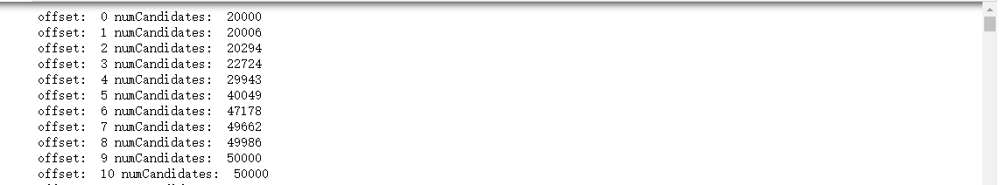 offset:  0 numCandidates:  20000
offset:  1 numCandidates:  20006
offset:  2 numCandidates:  20294
offset:  3 numCandidates:  22724
offset:  4 numCandidates:  29943
offset:  5 numCandidates:  40049
offset:  6 numCandidates:  47178
offset:  7 numCandidates:  49662
offset:  8 numCandidates:  49986
offset:  9 numCandidates:  50000
offset:  10 numCandidates:  50000